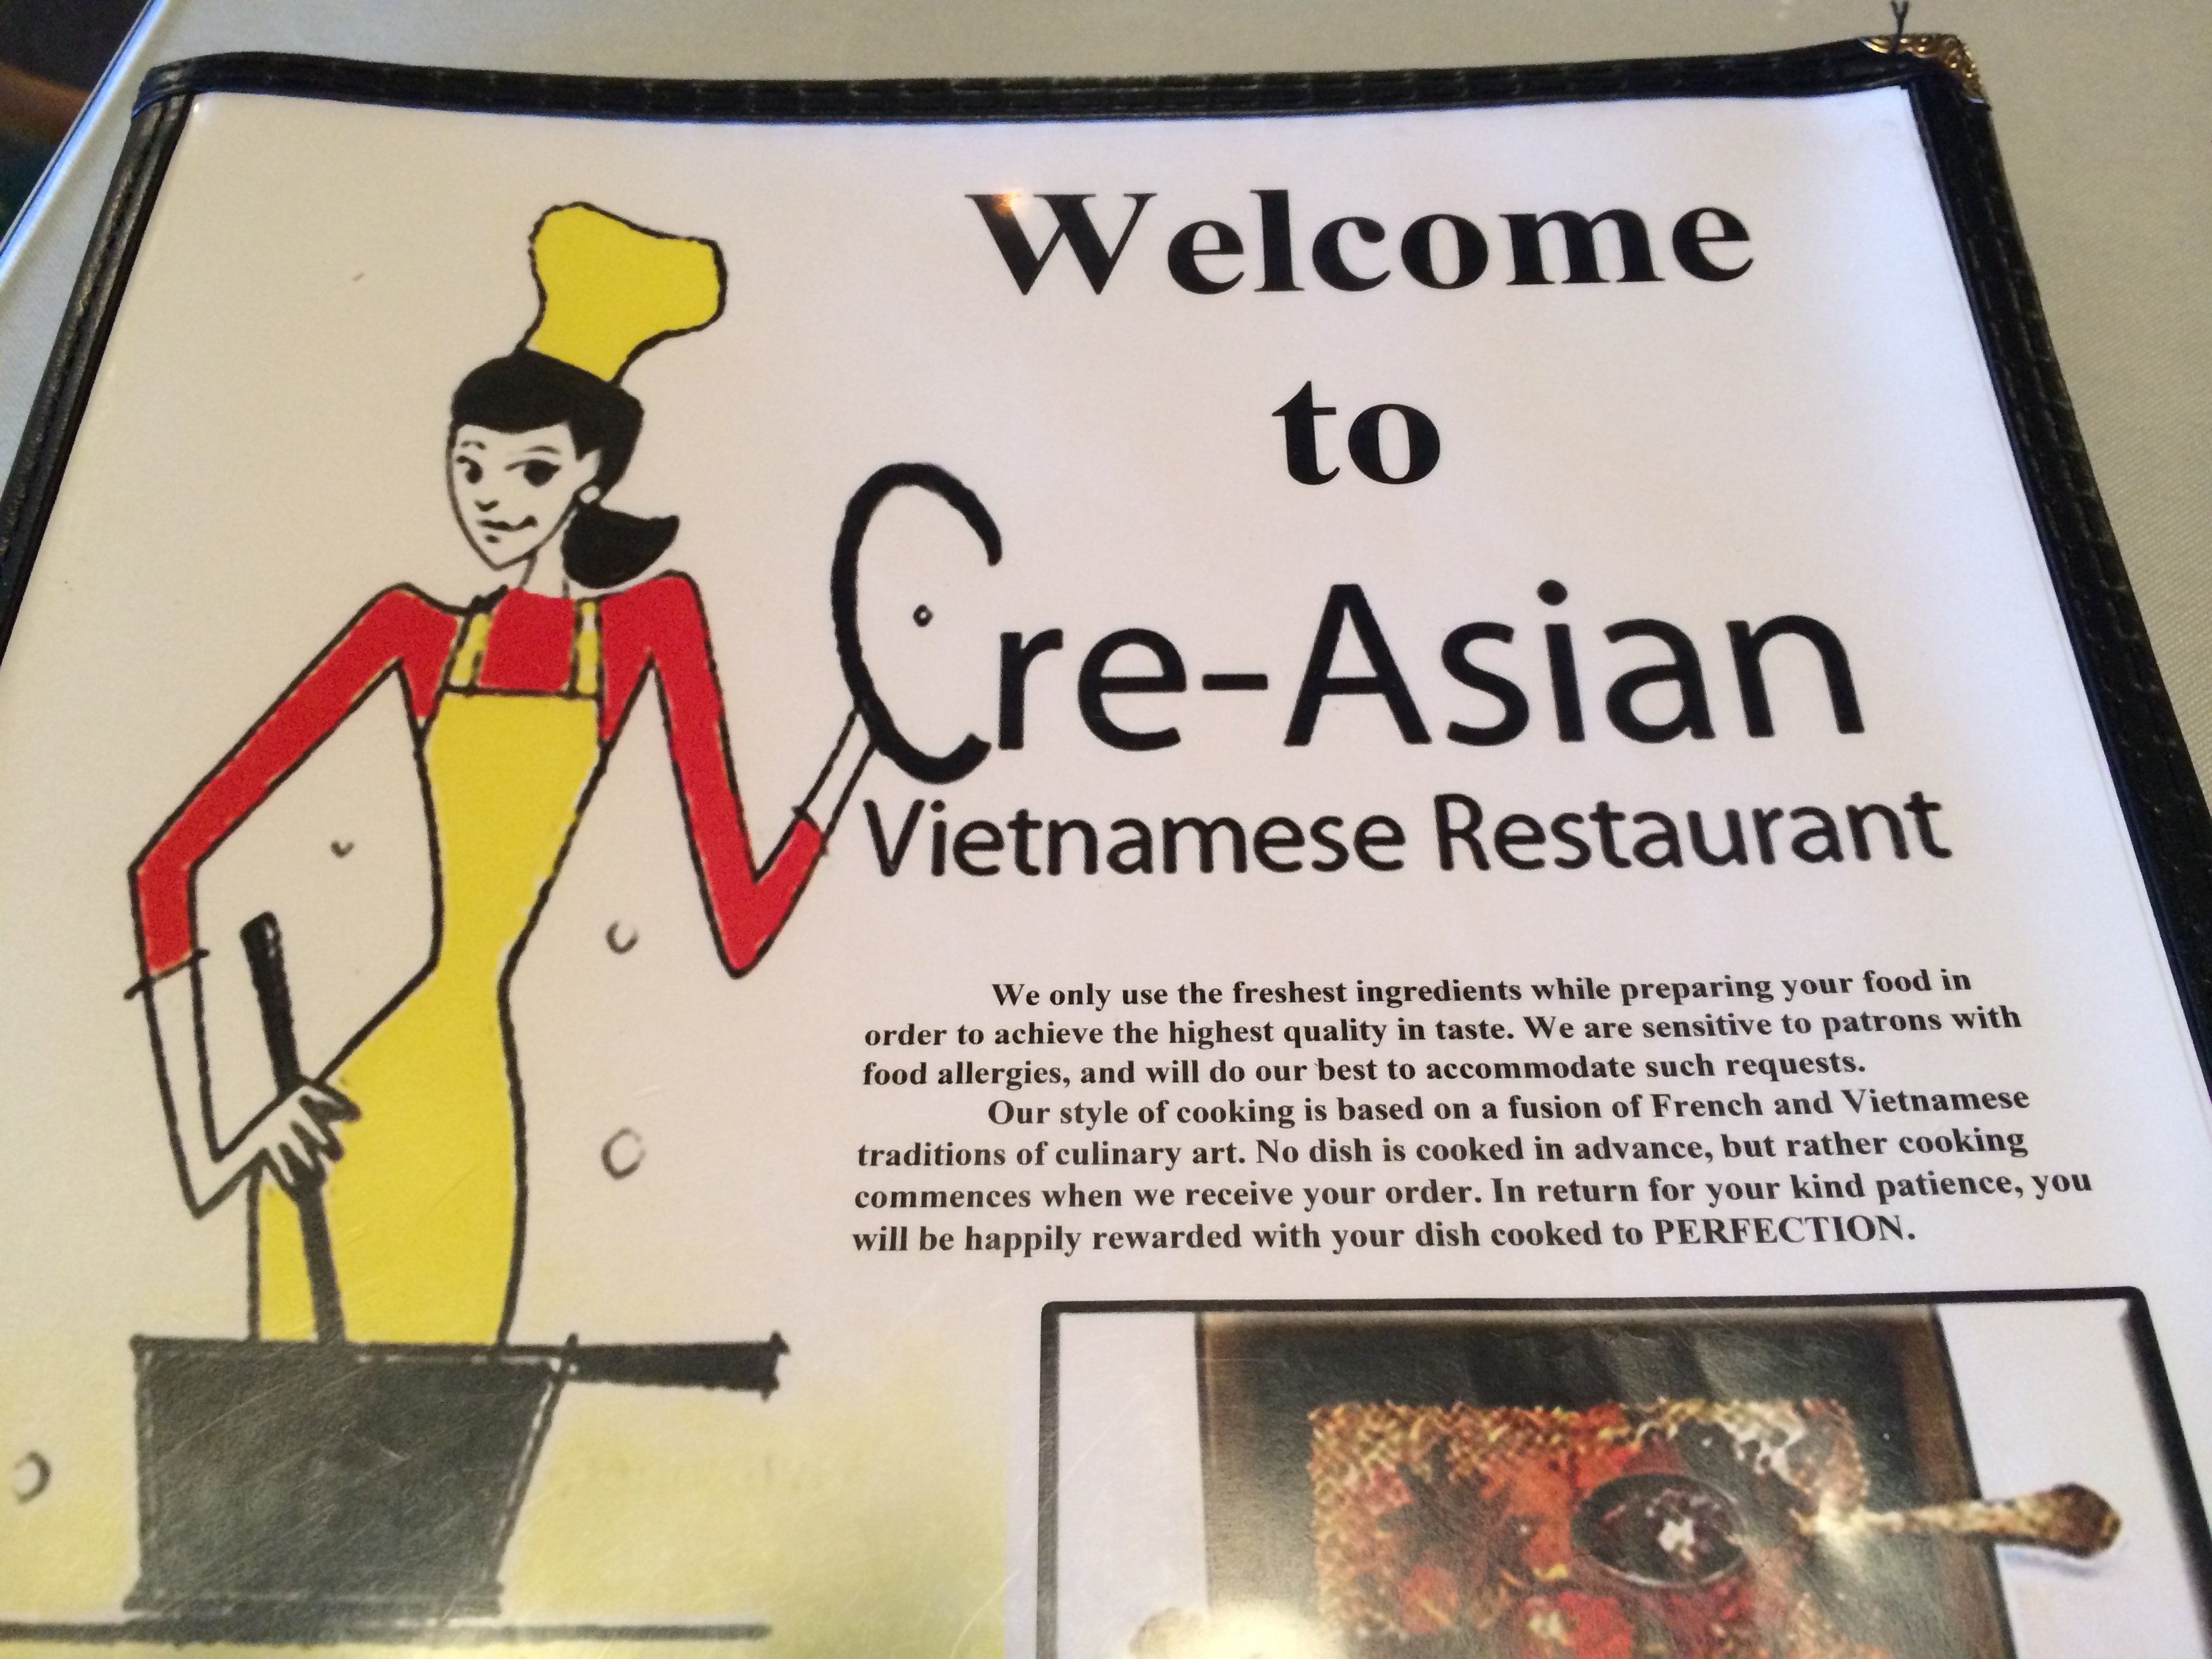 Welcome
to
Cre-Asian
Vietnamese Restaurant
We only use the freshest ingredients while preparing your food in
order to achieve the highest quality in taste. We are sensitive to patrons with
food allergies, and will do our best to accommodate such requests.
Our style of cooking is based on a fusion of French and Vietnamese
traditions of culinary art. No dish is cooked in advance, but rather cooking
commences when we receive your order. In return for your kind patience, you
will be happily rewarded with your dish cooked to PERFECTION.